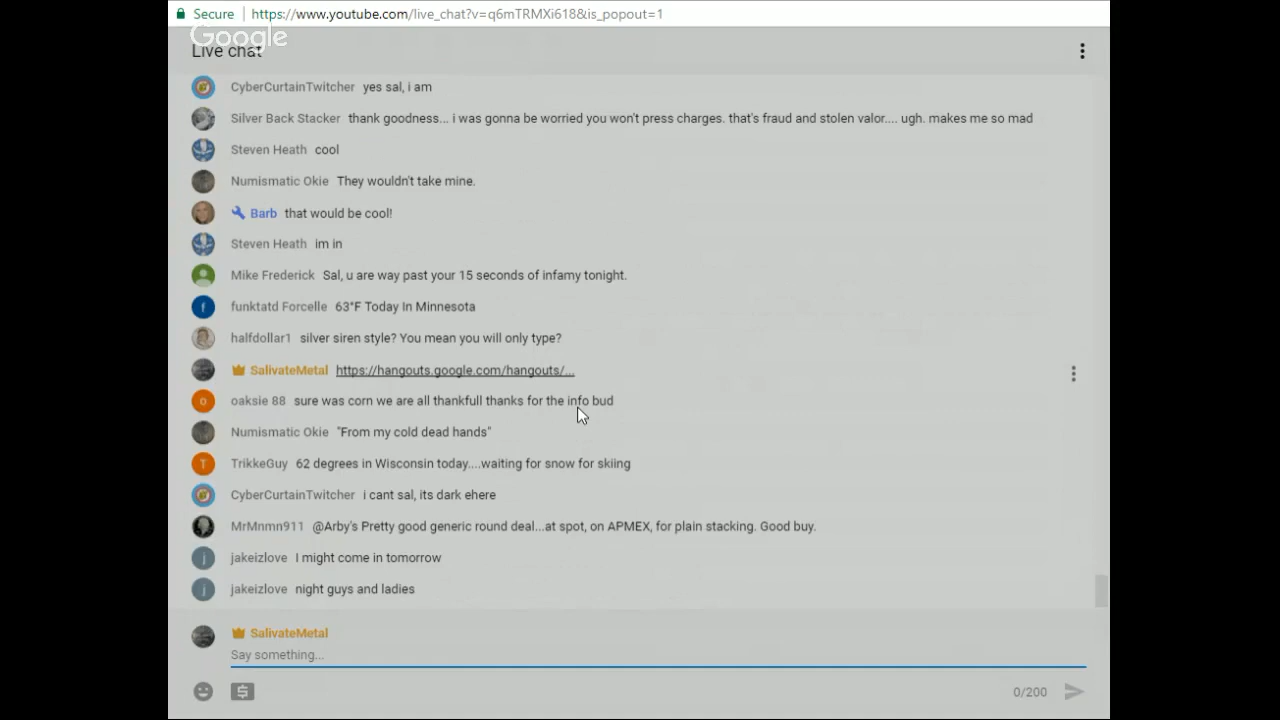 Secure https://www.youtube.com/live_chat?v=q6mTRMXi618&is_popout=1
Google
Live chat
CyberCurtainTwitcher yes sal, i am
Silver Back Stacker thank goodness... i was gonna be worried you won't press charges. that's fraud and stolen valor.... ugh. makes me so mad
Steven Heath cool
Numismatic Okie They wouldn't take mine.
Barb that would be cool!
Steven Heath im in
Mike Frederick Sal, u are way past your 15 seconds of infamy tonight.
f funktatd Forcelle 63°F Today In Minnesota
halfdollar1 silver siren style? You mean you will only type?
SalivateMetal https://hangouts.google.com/hangouts/...
o oaksie 88 sure was corn we are all thankfull thanks for the info bud
Numismatic Okie "From my cold dead hands"
T TrikkeGuy 62 degrees in Wisconsin today....waiting for snow for skiing
CyberCurtainTwitcher i cant sal, its dark ehere
MrMnmn911 @Arby's Pretty good generic round deal...at spot, on APMEX, for plain stacking. Good buy.
j jakeizlove I might come in tomorrow
j jakeizlove night guys and ladies
SalivateMetal
Say something...
$ 0/200